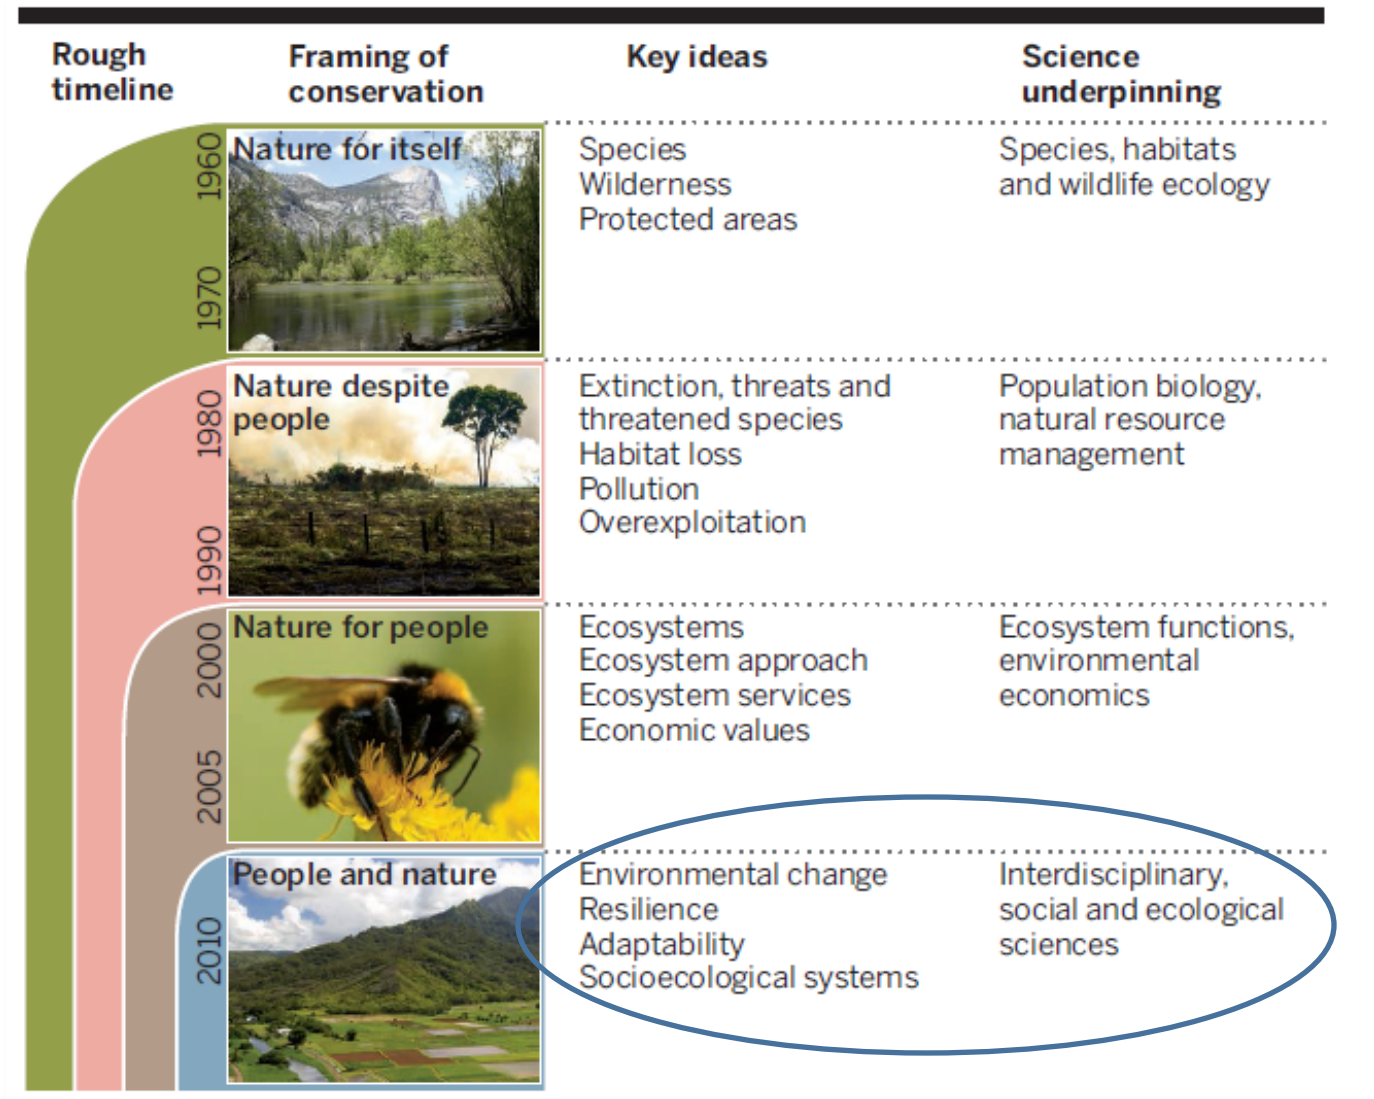 Rough
timeline
Framing of
conservation
Key ideas
Science
underpinning
1960
1970
Nature for itself
Species
Wilderness
Protected areas
Species, habitats
and wildlife ecology
1980
1990
Nature despite
people
Extinction, threats and
threatened species
Habitat loss
Pollution
Overexploitation
Population biology,
natural resource
management
2000
2005
Nature for people
Ecosystems
Ecosystem approach
Ecosystem services
Economic values
Ecosystem functions,
environmental
economics
2010
People and nature
Environmental change
Resilience
Adaptability
Socioecological systems
Interdisciplinary,
social and ecological
sciences